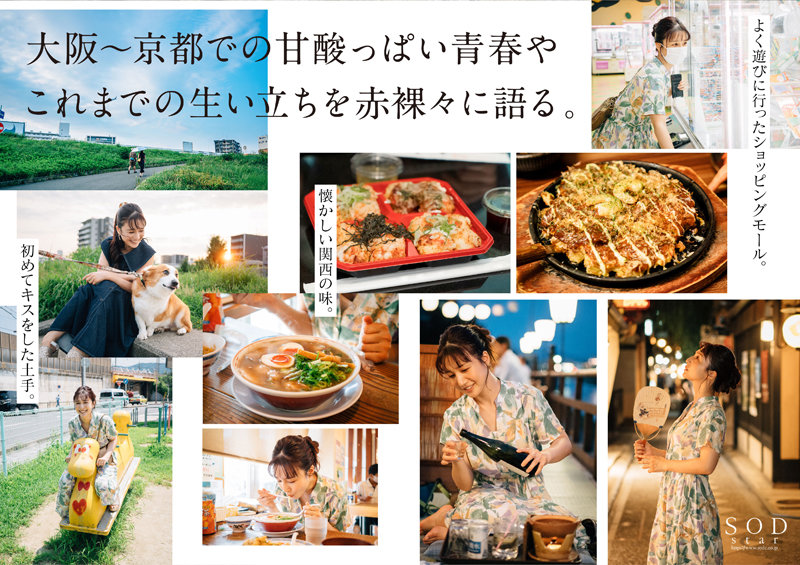 大阪〜京都での甘酸っぱい青春や
これまでの生い立ちを赤裸々に語る。
よく遊びに行ったショッピングモール。
懐かしい関西の味。
初めてキスをした土手。
SOD
star